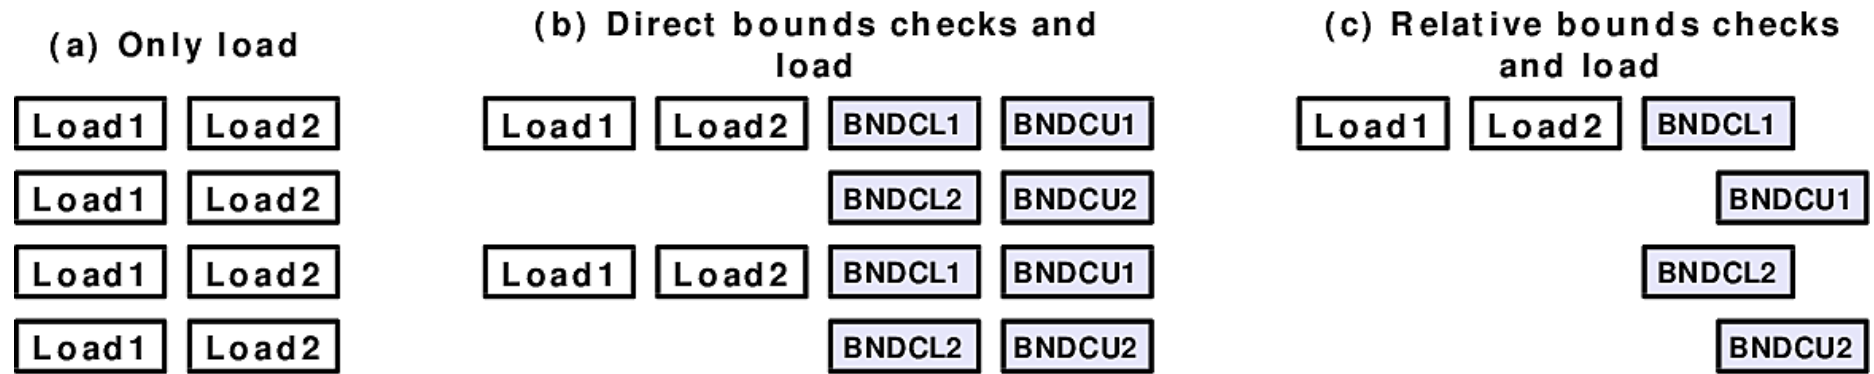 (a) Only load
Load1 Load2
Load1 Load2
Load1 Load2
Load1 Load2
(b) Direct bounds checks and
load
Load1 Load2 BNDCL1 BNDCU1
BNDCL2 BNDCU2
Load1 Load2 BNDCL1 BNDCU1
BNDCL2 BNDCU2
(c) Relative bounds checks
and load
Load1 Load2 BNDCL1
BNDCU1
BNDCL2
BNDCU2